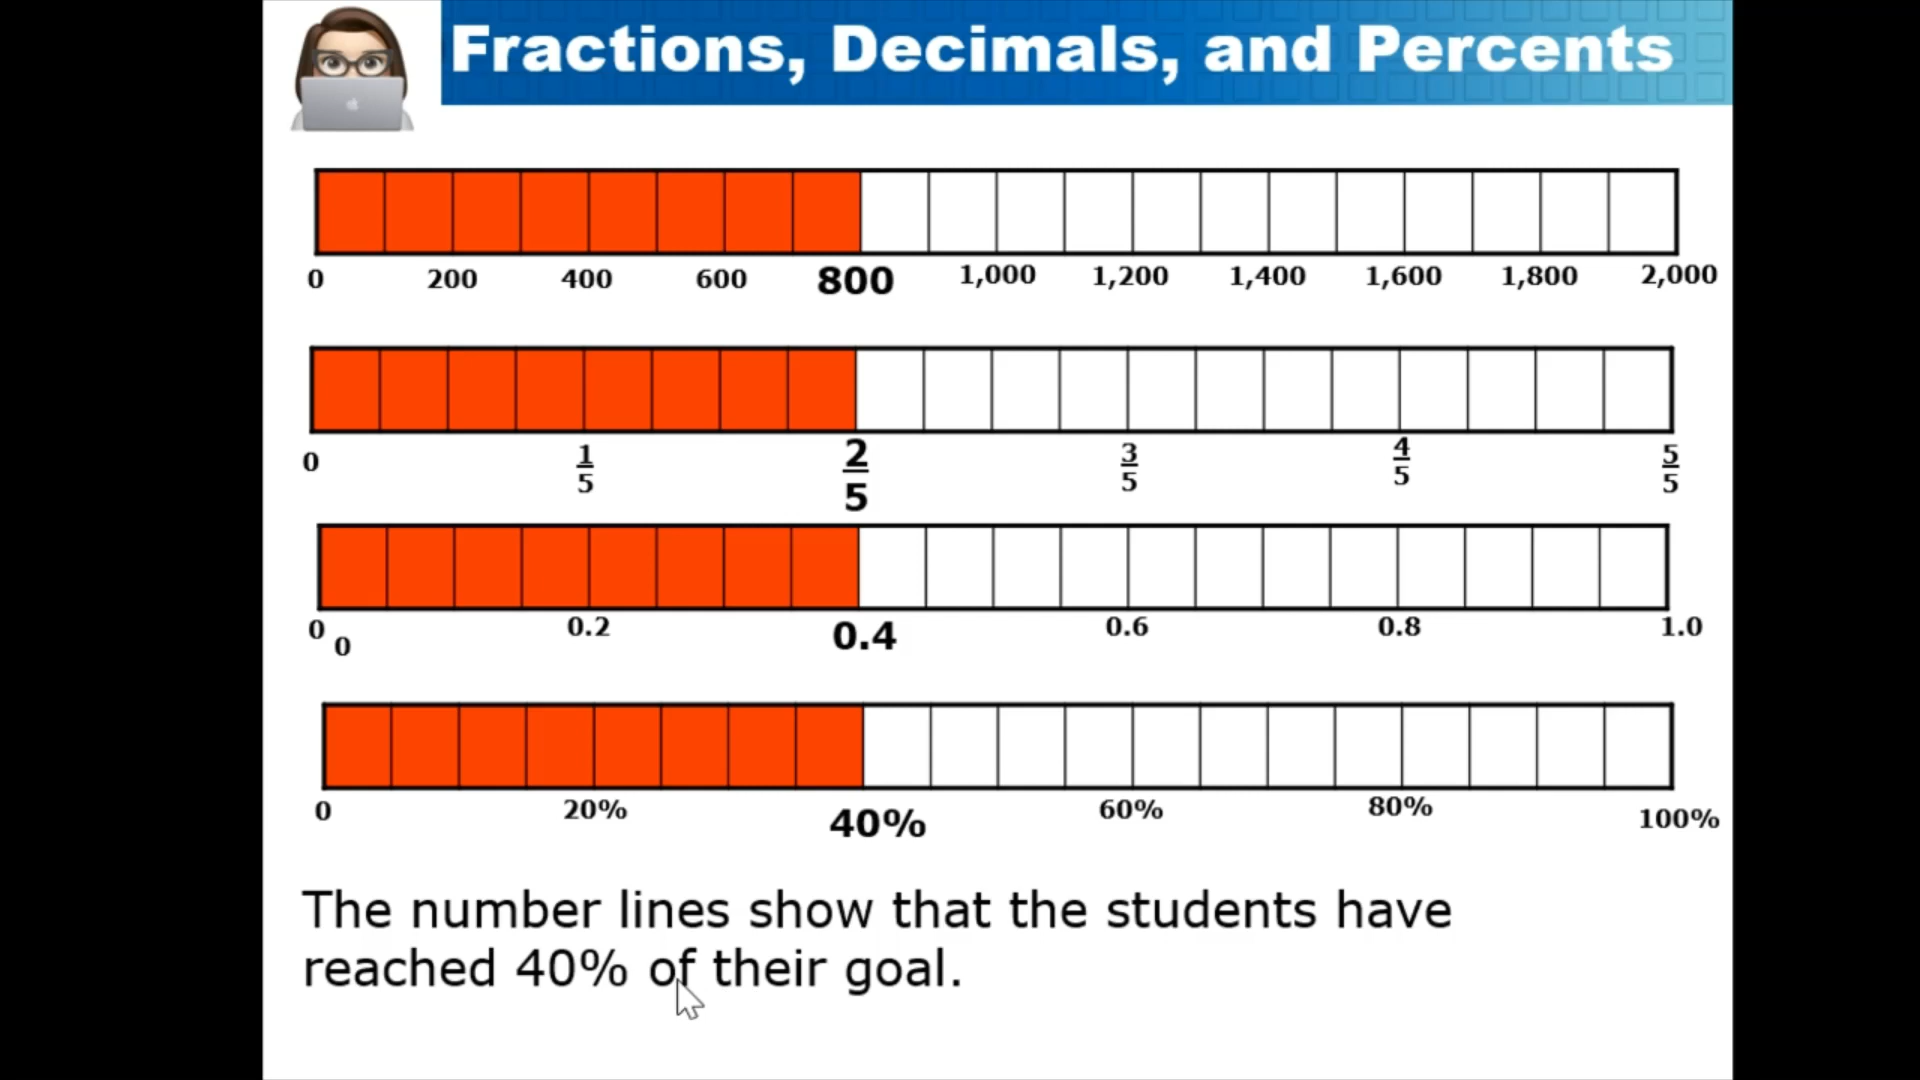 Fractions, Decimals, and Percents
0 200 400 600 800 1,000 1,200 1,400 1,600 1,800 2,000
0 1/5 2/5 3/5 4/5 5/5
0 0 0.2 0.4 0.6 0.8 1.0
0 20% 40% 60% 80% 100%
The number lines show that the students have
reached 40% of their goal.